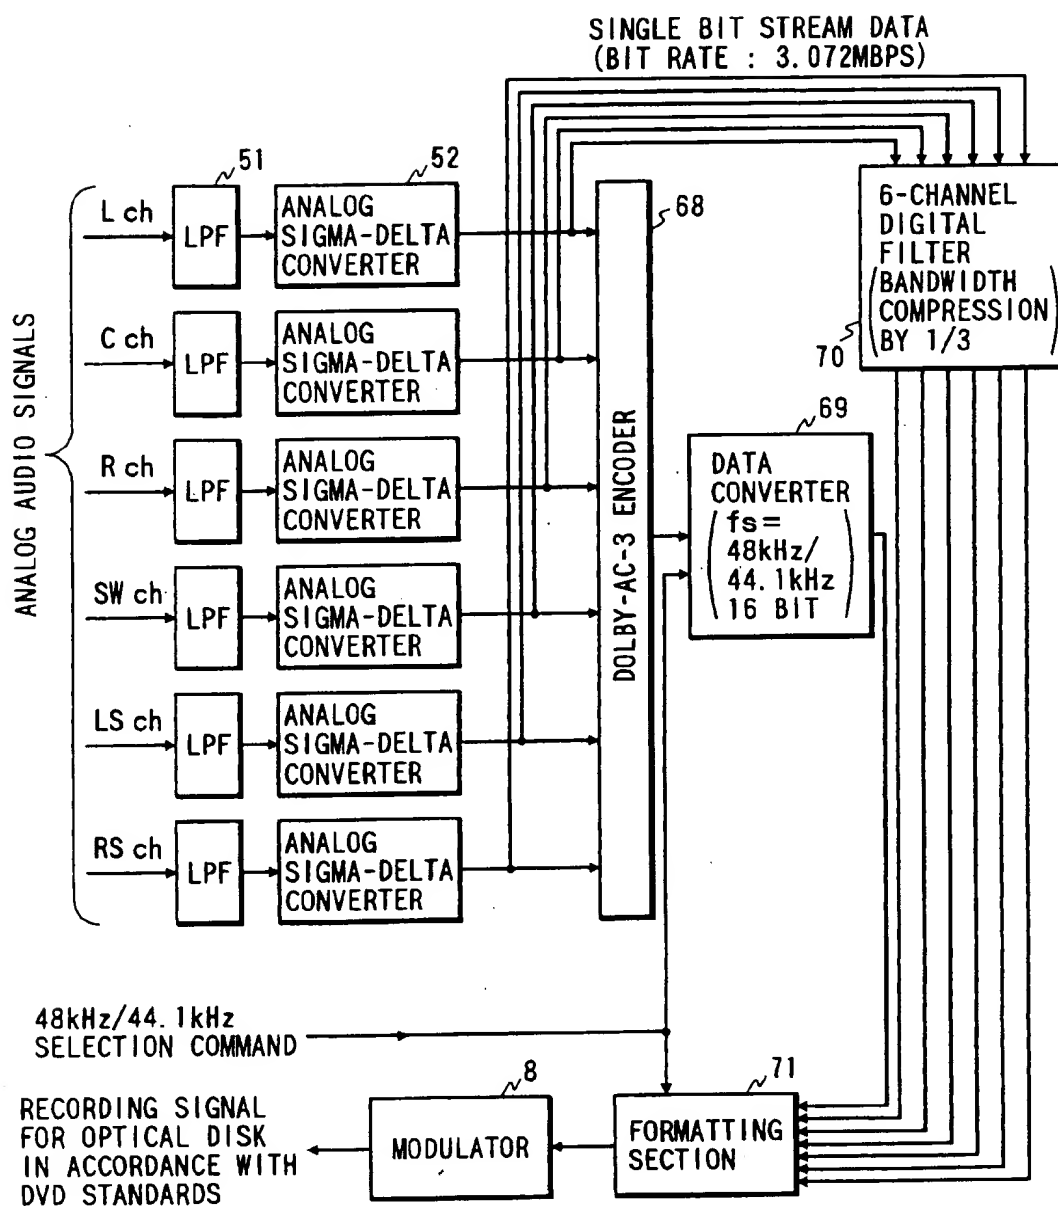 SINGLE BIT STREAM DATA
(BIT RATE : 3.072MBPS)
51
52
68
L ch
LPF
ANALOG
SIGMA-DELTA
CONVERTER
6-CHANNEL
DIGITAL
FILTER
(BANDWIDTH
COMPRESSION
BY 1/3)
70
C ch
LPF
ANALOG
SIGMA-DELTA
CONVERTER
ANALOG AUDIO SIGNALS
R ch
LPF
ANALOG
SIGMA-DELTA
CONVERTER
DOLBY-AC-3 ENCODER
69
DATA
CONVERTER
(fs=
48kHz/
44.1kHz
16 BIT)
SW ch
LPF
ANALOG
SIGMA-DELTA
CONVERTER
LS ch
LPF
ANALOG
SIGMA-DELTA
CONVERTER
RS ch
LPF
ANALOG
SIGMA-DELTA
CONVERTER
48kHz/44.1kHz
SELECTION COMMAND
8
71
RECORDING SIGNAL
FOR OPTICAL DISK
IN ACCORDANCE WITH
DVD STANDARDS
MODULATOR
FORMATTING
SECTION